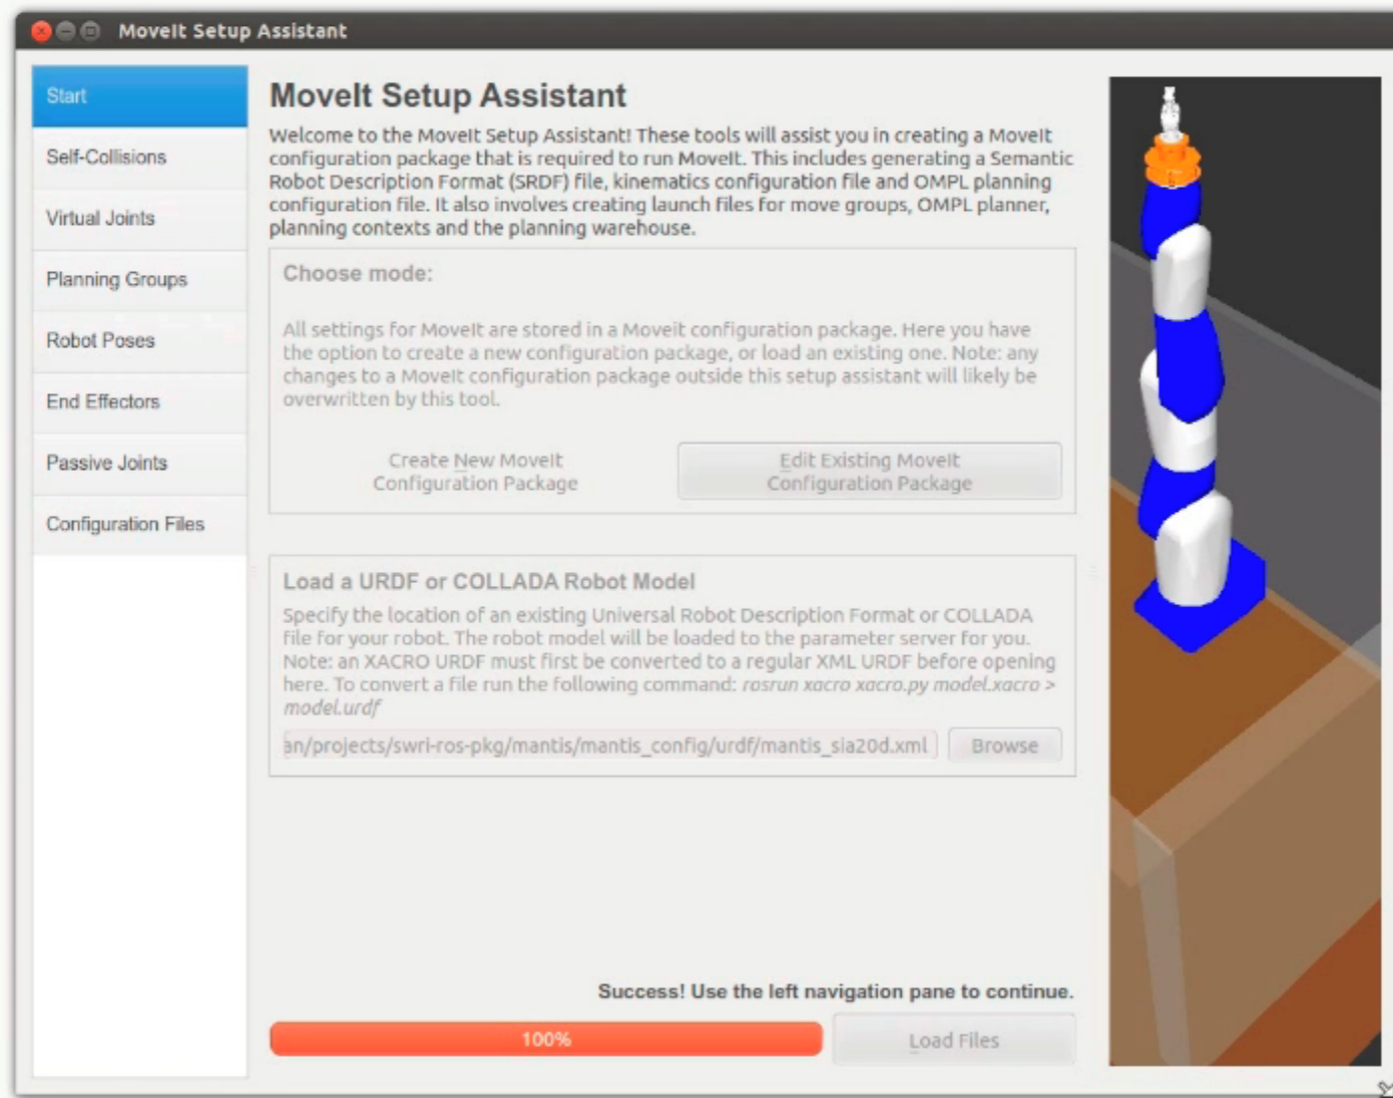 MoveIt Setup Assistant
Start
Self-Collisions
Virtual Joints
Planning Groups
Robot Poses
End Effectors
Passive Joints
Configuration Files
MoveIt Setup Assistant
Welcome to the MoveIt Setup Assistant! These tools will assist you in creating a MoveIt
configuration package that is required to run MoveIt. This includes generating a Semantic
Robot Description Format (SRDF) file, kinematics configuration file and OMPL planning
configuration file. It also involves creating launch files for move groups, OMPL planner,
planning contexts and the planning warehouse.
Choose mode:
All settings for MoveIt are stored in a Moveit configuration package. Here you have
the option to create a new configuration package, or load an existing one. Note: any
changes to a MoveIt configuration package outside this setup assistant will likely be
overwritten by this tool.
Create New MoveIt
Configuration Package
Edit Existing MoveIt
Configuration Package
Load a URDF or COLLADA Robot Model
Specify the location of an existing Universal Robot Description Format or COLLADA
file for your robot. The robot model will be loaded to the parameter server for you.
Note: an XACRO URDF must first be converted to a regular XML URDF before opening
here. To convert a file run the following command: rosrun xacro xacro.py model.xacro >
model.urdf
an/projects/swri-ros-pkg/mantis/mantis_config/urdf/mantis_sia20d.xml
Browse
Success! Use the left navigation pane to continue.
100%
Load Files